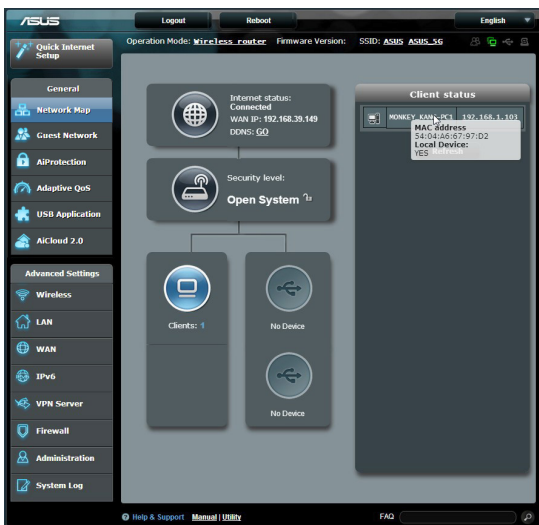 ASUS
Logout
Reboot
English
Quick Internet
Setup
Operation Mode: Wireless router Firmware Version: SSID: ASUS ASUS_5G
General
Network Map
Guest Network
AiProtection
Adaptive QoS
USB Application
AiCloud 2.0
Advanced Settings
Wireless
LAN
WAN
IPv6
VPN Server
Firewall
Administration
System Log
Internet status:
Connected
WAN IP: 192.168.39.149
DDNS: GO
Security level:
Open System
Clients: 1
No Device
No Device
Client status
MONKEY 192.168.1.103
MAC address
54:04:A6:67:97:D2
Local Device:
YES
Help & Support Manual | Utility
FAQ